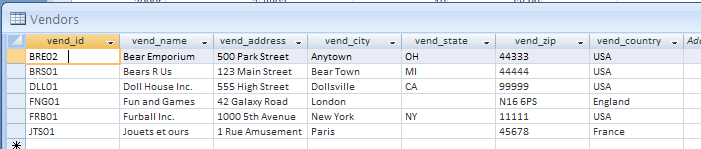 Vendors
vend_id vend_name vend_address vend_city vend_state vend_zip vend_country Add
BRE02 Bear Emporium 500 Park Street Anytown OH 44333 USA
BRS01 Bears R Us 123 Main Street Bear Town MI 44444 USA
DLL01 Doll House Inc. 555 High Street Dollsville CA 99999 USA
FNG01 Fun and Games 42 Galaxy Road London N16 6PS England
FRB01 Furball Inc. 1000 5th Avenue New York NY 11111 USA
JTS01 Jouets et ours 1 Rue Amusement Paris 45678 France